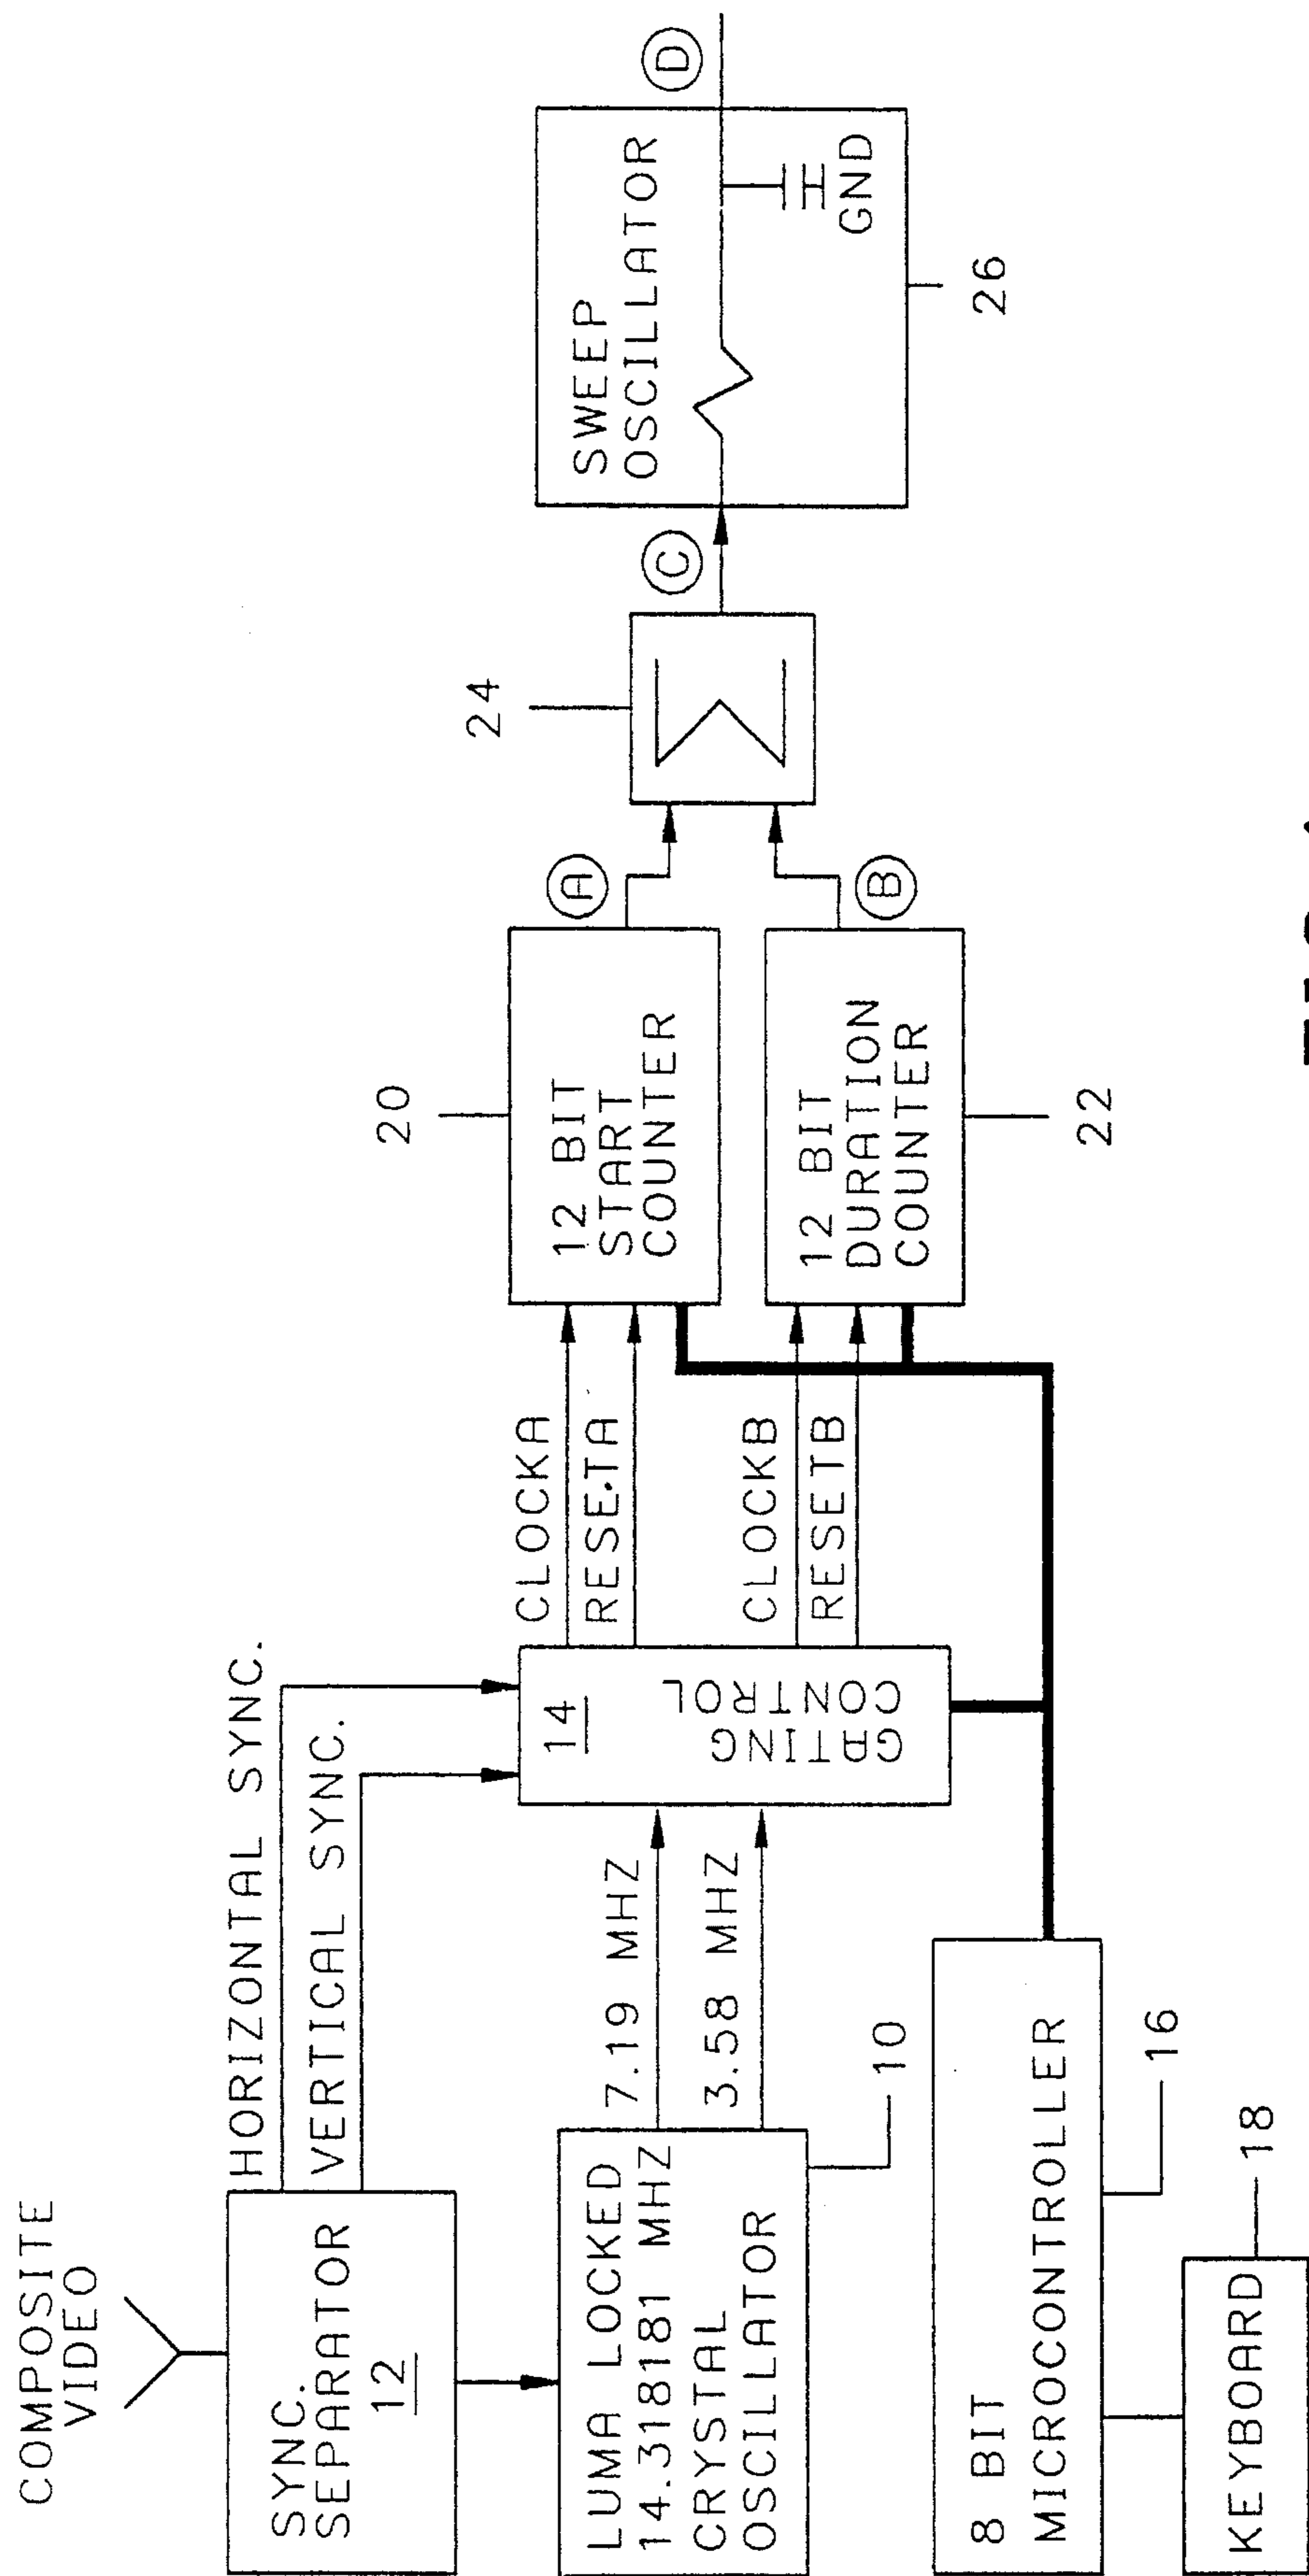 COMPOSITE
VIDEO
SYNC.
SEPARATOR
12
HORIZONTAL SYNC.
VERTICAL SYNC.
LUMA LOCKED
14.318181 MHZ
CRYSTAL
OSCILLATOR
10
7.19 MHZ
3.58 MHZ
14
GATING
CONTROL
8 BIT
MICROCONTROLLER
16
KEYBOARD
18
CLOCKA
RESETA
CLOCKB
RESETB
20
12 BIT
START
COUNTER
A
12 BIT
DURATION
COUNTER
B
22
24
Σ
C
SWEEP
OSCILLATOR
GND
D
26